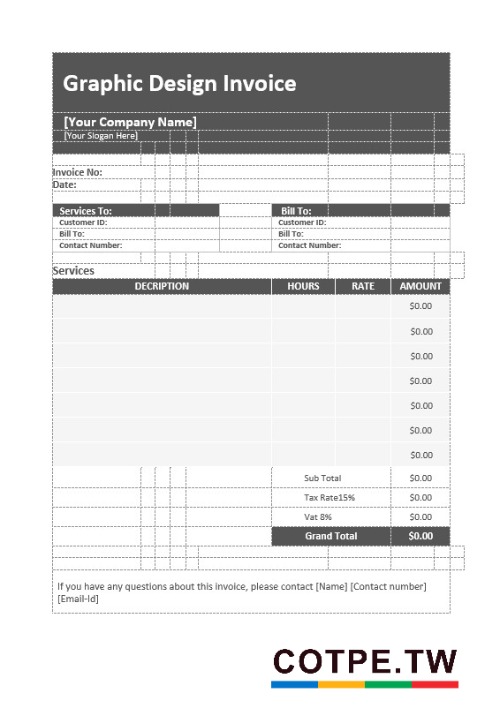 Graphic Design Invoice
[Your Company Name]
[Your Slogan Here]
Invoice No:
Date:
Services To: Bill To:
Customer ID: Customer ID:
Bill To: Bill To:
Contact Number: Contact Number:
Services
DECRIPTION HOURS RATE AMOUNT
$0.00
$0.00
$0.00
$0.00
$0.00
$0.00
$0.00
Sub Total $0.00
Tax Rate15% $0.00
Vat 8% $0.00
Grand Total $0.00
If you have any questions about this invoice, please contact [Name] [Contact number]
[Email-Id]
COTPE.TW